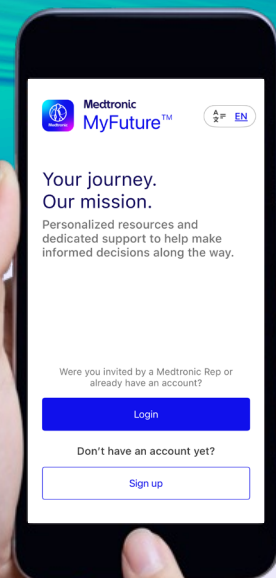 Medtronic
MyFuture™
Medtronic
EN
Your journey.
Our mission.
Personalized resources and
dedicated support to help make
informed decisions along the way.
Were you invited by a Medtronic Rep or
already have an account?
Login
Don't have an account yet?
Sign up